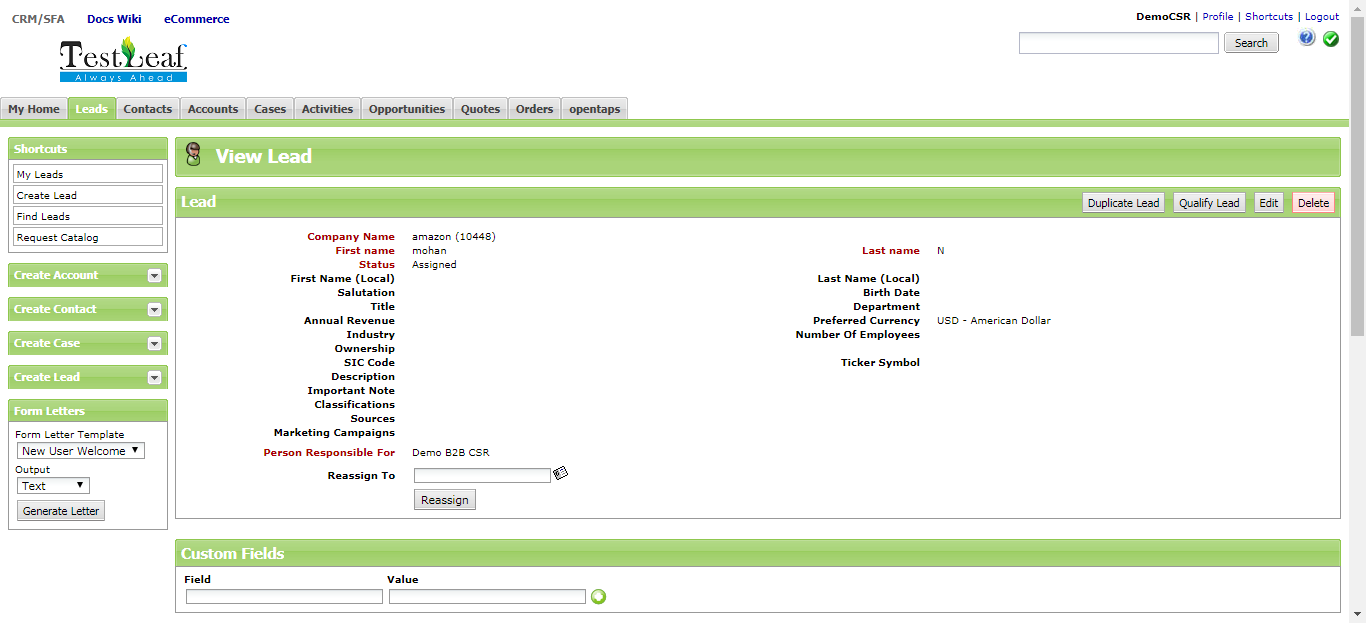 CRM/SFA Docs Wiki eCommerce
DemoCSR | Profile | Shortcuts | Logout
Search
TestLeaf
Always Ahead
My Home Leads Contacts Accounts Cases Activities Opportunities Quotes Orders opentaps
Shortcuts
My Leads
Create Lead
Find Leads
Request Catalog
Create Account
Create Contact
Create Case
Create Lead
Form Letters
Form Letter Template
New User Welcome
Output
Text
Generate Letter
View Lead
Lead Duplicate Lead Qualify Lead Edit Delete
Company Name amazon (10448)
First name mohan Last name N
Status Assigned
First Name (Local) Last Name (Local)
Salutation Birth Date
Title Department
Annual Revenue Preferred Currency USD - American Dollar
Industry Number Of Employees
Ownership
SIC Code Ticker Symbol
Description
Important Note
Classifications
Sources
Marketing Campaigns
Person Responsible For Demo B2B CSR
Reassign To
Reassign
Custom Fields
Field Value